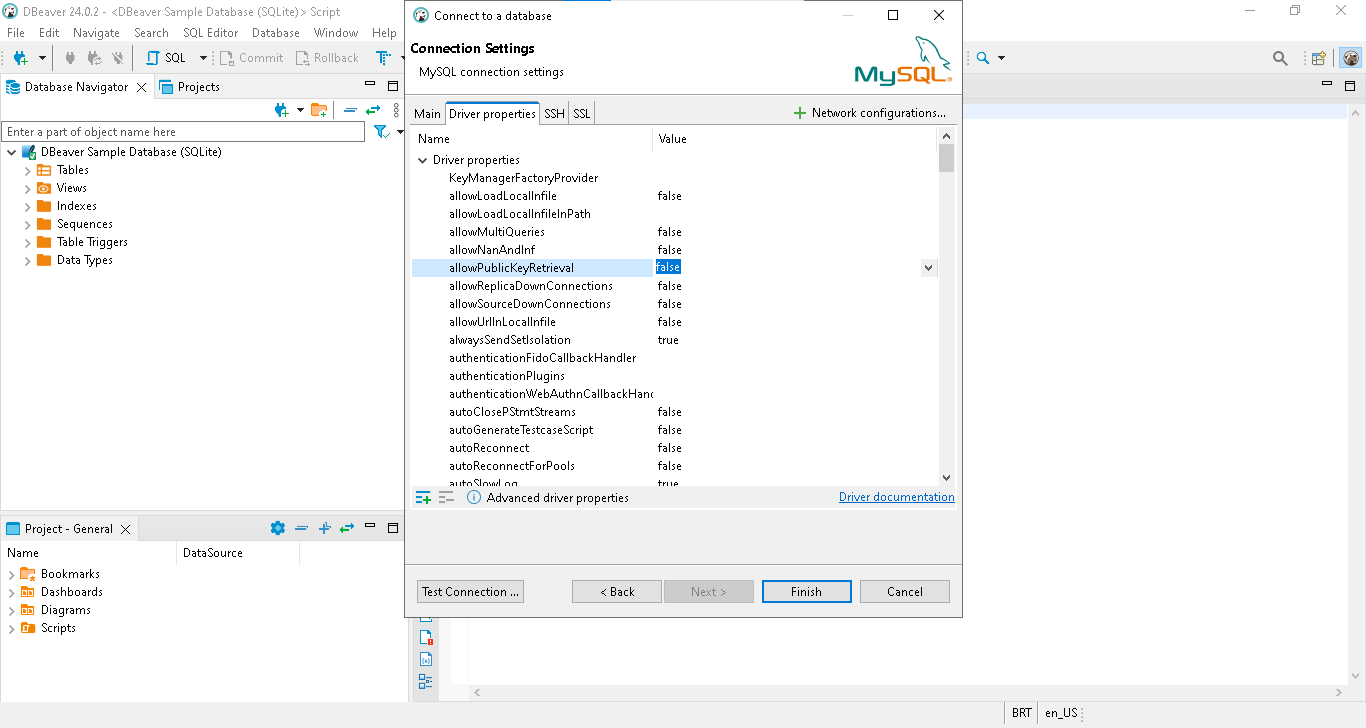 DBeaver 24.0.2 - <DBeaver Sample Database (SQLite)> Script
File Edit Navigate Search SQL Editor Database Window Help
SQL Commit Rollback
Database Navigator Projects
Enter a part of object name here
DBeaver Sample Database (SQLite)
Tables
Views
Indexes
Sequences
Table Triggers
Data Types
Project - General
Name DataSource
Bookmarks
Dashboards
Diagrams
Scripts
Connect to a database
Connection Settings
MySQL connection settings
MySQL
Main Driver properties SSH SSL Network configurations...
Name Value
Driver properties
KeyManagerFactoryProvider
allowLoadLocalInfile false
allowLoadLocalInfileInPath
allowMultiQueries false
allowNanAndInf false
allowPublicKeyRetrieval false
allowReplicaDownConnections false
allowSourceDownConnections false
allowUrlInLocalInfile false
alwaysSendSetIsolation true
authenticationFidoCallbackHandler
authenticationPlugins
authenticationWebAuthnCallbackHand
autoClosePStmtStreams false
autoGenerateTestcaseScript false
autoReconnect false
autoReconnectForPools false
autoSlowLog true
Advanced driver properties Driver documentation
Test Connection ... < Back Next > Finish Cancel
BRT en_US